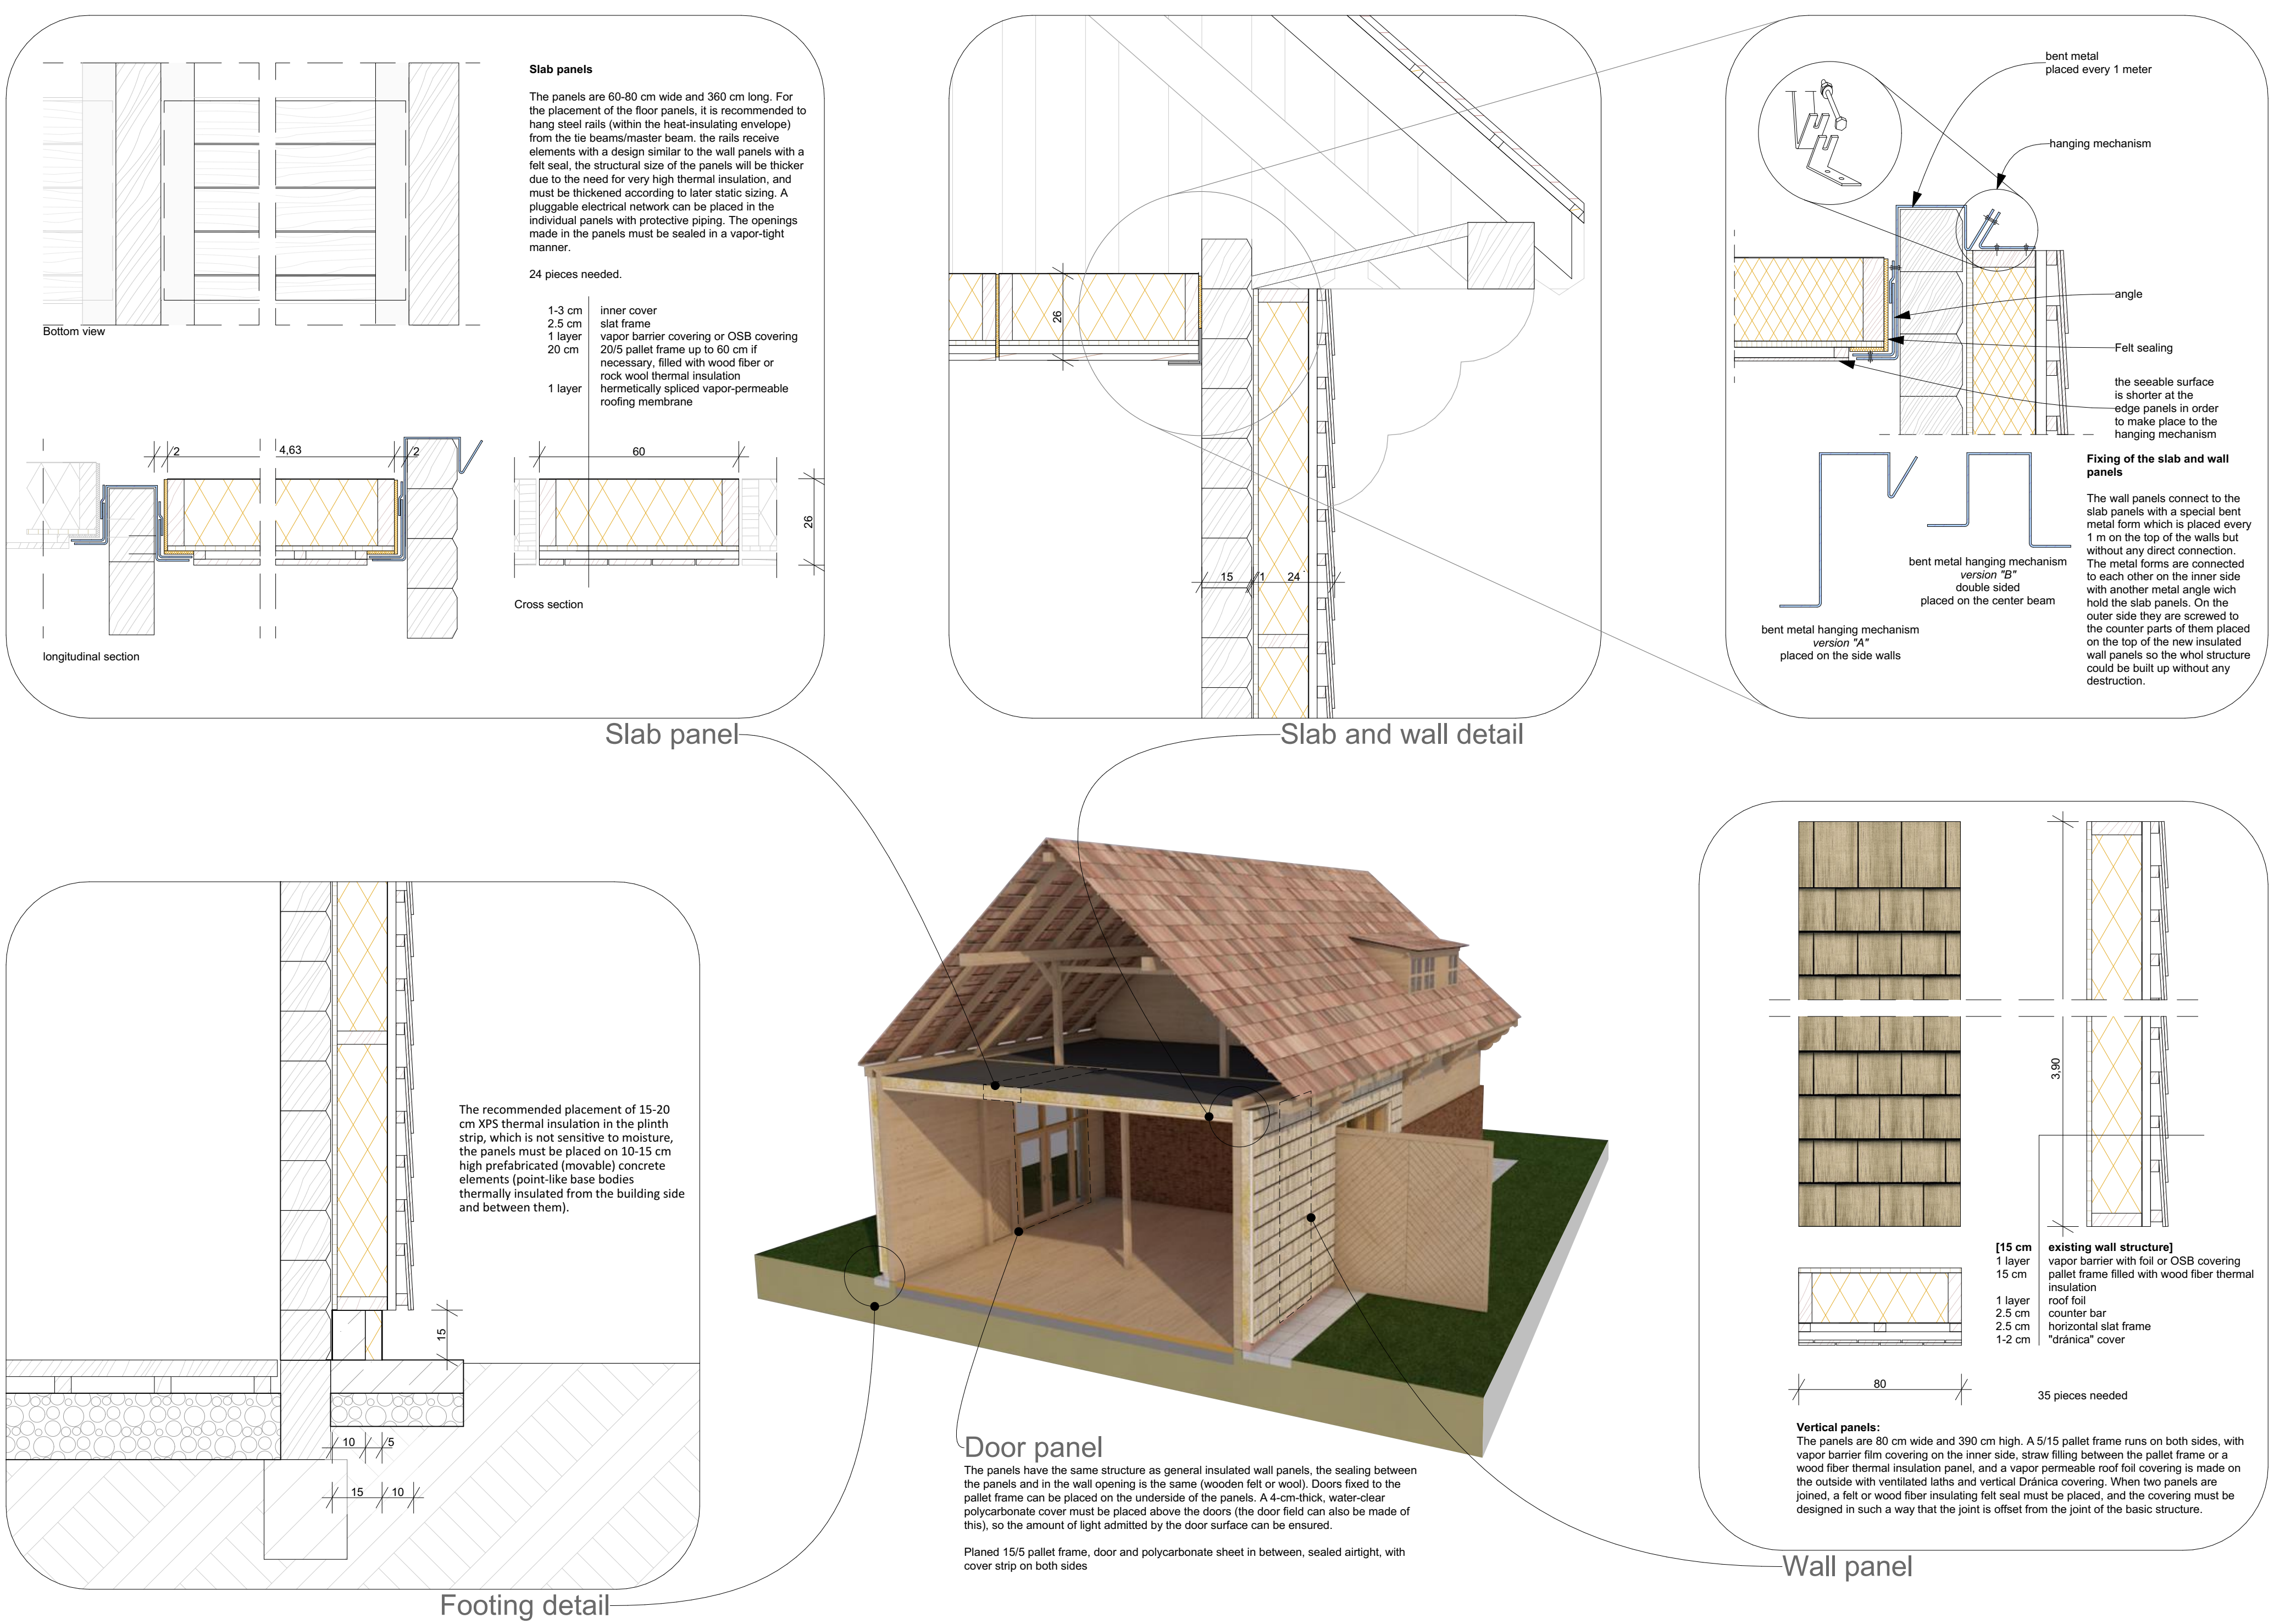 Slab panels
The panels are 60-80 cm wide and 360 cm long. For
the placement of the floor panels, it is recommended to
hang steel rails (within the heat-insulating envelope)
from the tie beams/master beam. the rails receive
elements with a design similar to the wall panels with a
felt seal, the structural size of the panels will be thicker
due to the need for very high thermal insulation, and
must be thickened according to later static sizing. A
pluggable electrical network can be placed in the
individual panels with protective piping. The openings
made in the panels must be sealed in a vapor-tight
manner.
24 pieces needed.
1-3 cm inner cover
2.5 cm slat frame
1 layer vapor barrier covering or OSB covering
20 cm 20/5 pallet frame up to 60 cm if
necessary, filled with wood fiber or
rock wool thermal insulation
1 layer hermetically spliced vapor-permeable
roofing membrane
Bottom view
2 4,63 2
longitudinal section
60
26
Cross section
Slab panel
26
15 1 24
Slab and wall detail
bent metal
placed every 1 meter
hanging mechanism
angle
Felt sealing
the seeable surface
is shorter at the
edge panels in order
to make place to the
hanging mechanism
Fixing of the slab and wall
panels
The wall panels connect to the
slab panels with a special bent
metal form which is placed every
1 m on the top of the walls but
without any direct connection.
The metal forms are connected
to each other on the inner side
with another metal angle wich
hold the slab panels. On the
outer side they are screwed to
the counter parts of them placed
on the top of the new insulated
wall panels so the whol structure
could be built up without any
destruction.
bent metal hanging mechanism
version "B"
double sided
placed on the center beam
bent metal hanging mechanism
version "A"
placed on the side walls
The recommended placement of 15-20
cm XPS thermal insulation in the plinth
strip, which is not sensitive to moisture,
the panels must be placed on 10-15 cm
high prefabricated (movable) concrete
elements (point-like base bodies
thermally insulated from the building side
and between them).
15
10 5
15 10
Footing detail
Door panel
The panels have the same structure as general insulated wall panels, the sealing between
the panels and in the wall opening is the same (wooden felt or wool). Doors fixed to the
pallet frame can be placed on the underside of the panels. A 4-cm-thick, water-clear
polycarbonate cover must be placed above the doors (the door field can also be made of
this), so the amount of light admitted by the door surface can be ensured.
Planed 15/5 pallet frame, door and polycarbonate sheet in between, sealed airtight, with
cover strip on both sides
3,90
[15 cm existing wall structure]
1 layer vapor barrier with foil or OSB covering
15 cm pallet frame filled with wood fiber thermal
insulation
1 layer roof foil
2.5 cm counter bar
2.5 cm horizontal slat frame
1-2 cm "dránica" cover
80
35 pieces needed
Vertical panels:
The panels are 80 cm wide and 390 cm high. A 5/15 pallet frame runs on both sides, with
vapor barrier film covering on the inner side, straw filling between the pallet frame or a
wood fiber thermal insulation panel, and a vapor permeable roof foil covering is made on
the outside with ventilated laths and vertical Dránica covering. When two panels are
joined, a felt or wood fiber insulating felt seal must be placed, and the covering must be
designed in such a way that the joint is offset from the joint of the basic structure.
Wall panel